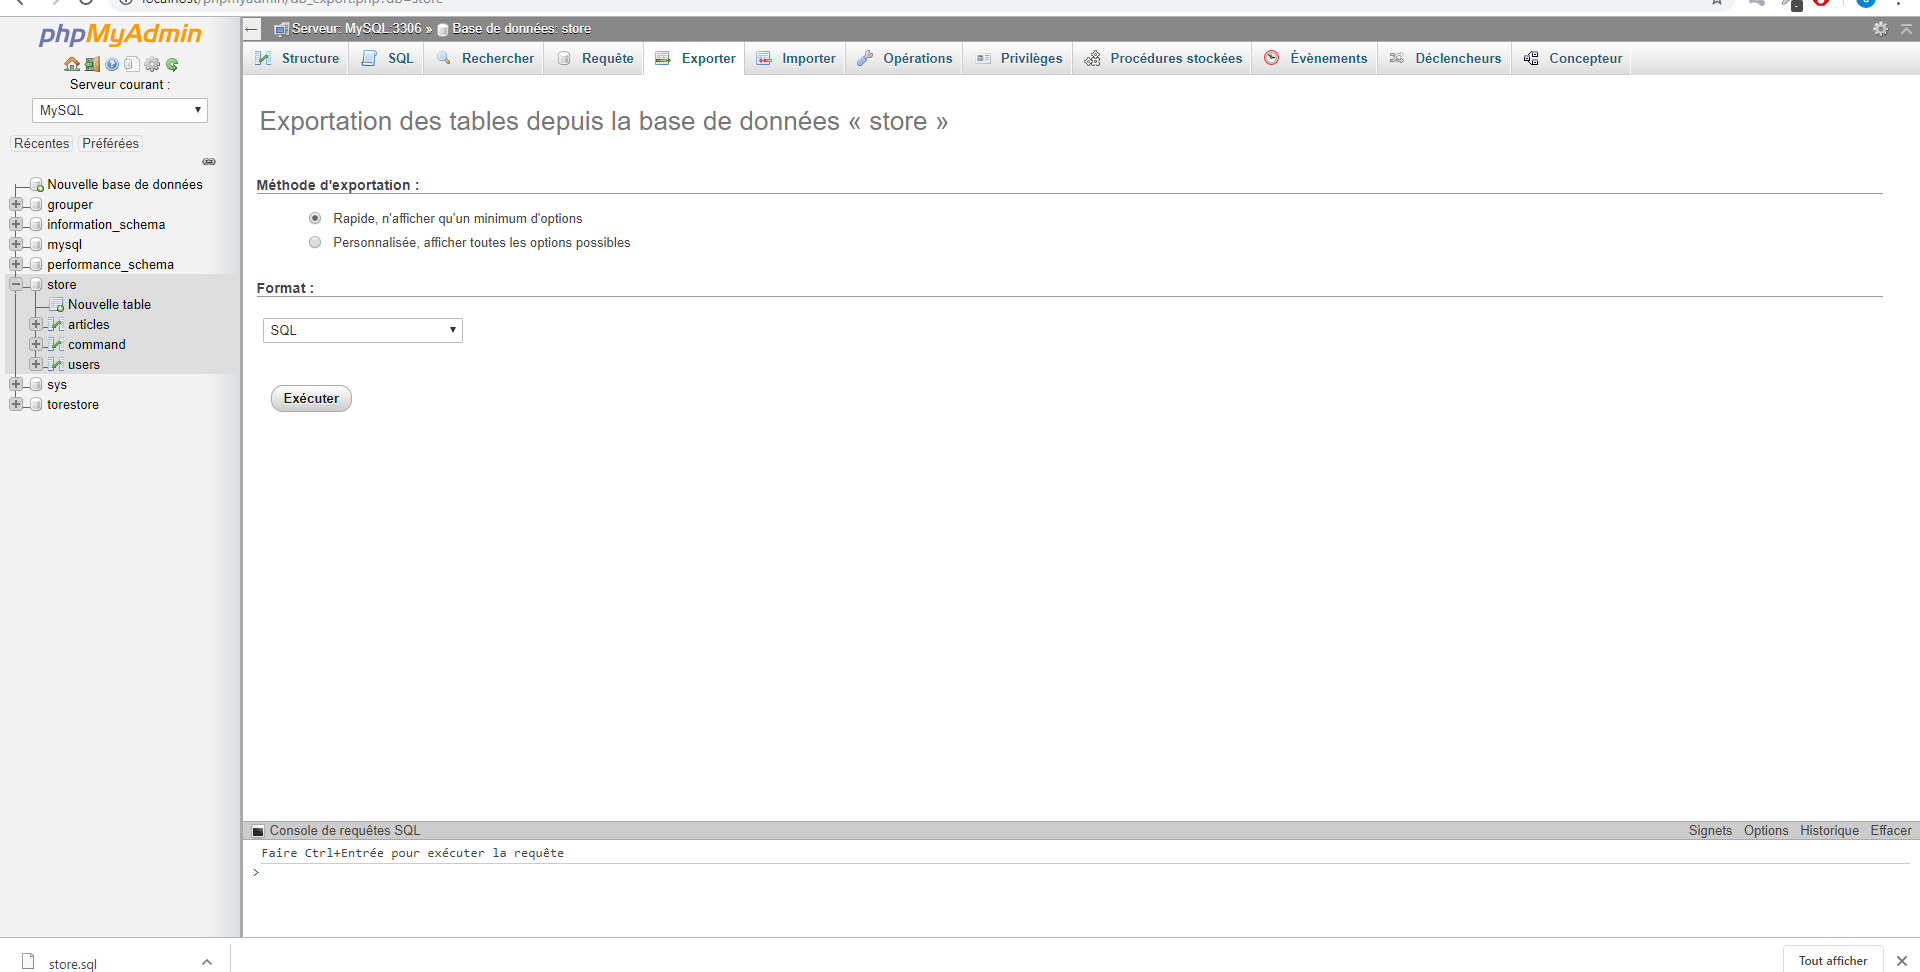 localhost/phpmyadmin/db_export.php?db=store
phpMyAdmin
Serveur courant :
MySQL
Récentes Préférées
Nouvelle base de données
grouper
information_schema
mysql
performance_schema
store
Nouvelle table
articles
command
users
sys
torestore
Serveur: MySQL:3306 » Base de données: store
Structure SQL Rechercher Requête Exporter Importer Opérations Privilèges Procédures stockées Évènements Déclencheurs Concepteur
Exportation des tables depuis la base de données « store »
Méthode d'exportation :
Rapide, n'afficher qu'un minimum d'options
Personnalisée, afficher toutes les options possibles
Format :
SQL
Exécuter
Console de requêtes SQL
Signets Options Historique Effacer
Faire Ctrl+Entrée pour exécuter la requête
>
store.sql
Tout afficher